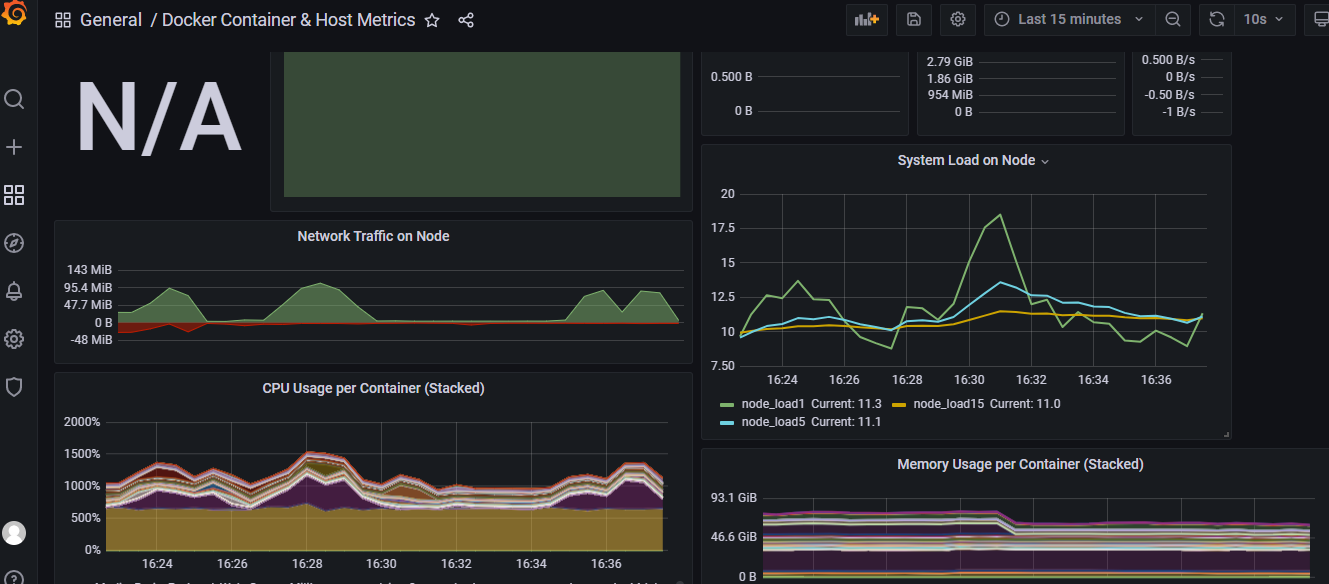 General / Docker Container & Host Metrics
Last 15 minutes
10s
N/A
0.500 B
0 B
2.79 GiB
1.86 GiB
954 MiB
0 B
0.500 B/s
0 B/s
-0.50 B/s
-1 B/s
Network Traffic on Node
143 MiB
95.4 MiB
47.7 MiB
0 B
-48 MiB
System Load on Node
20
17.5
15
12.5
10
7.50
16:24 16:26 16:28 16:30 16:32 16:34 16:36
node_load1 Current: 11.3 node_load15 Current: 11.0
node_load5 Current: 11.1
CPU Usage per Container (Stacked)
2000%
1500%
1000%
500%
0%
16:24 16:26 16:28 16:30 16:32 16:34 16:36
Memory Usage per Container (Stacked)
93.1 GiB
46.6 GiB
0 B